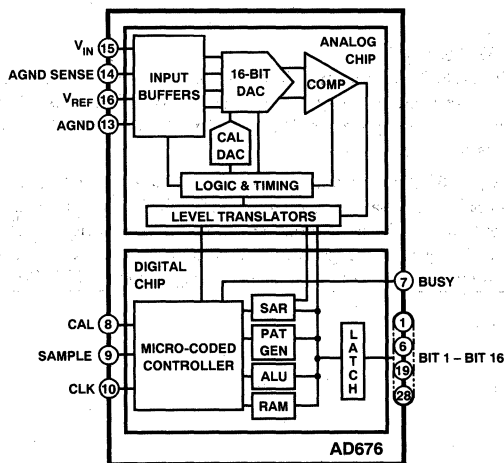 V_IN 15
AGND SENSE 14
V_REF 16
AGND 13
INPUT
BUFFERS
16-BIT
DAC
COMP
ANALOG
CHIP
CAL
DAC
LOGIC & TIMING
LEVEL TRANSLATORS
DIGITAL
CHIP
7 BUSY
CAL 8
SAMPLE 9
CLK 10
MICRO-CODED
CONTROLLER
SAR
PAT
GEN
ALU
RAM
LATCH
1
6
19
28
BIT 1 – BIT 16
AD676